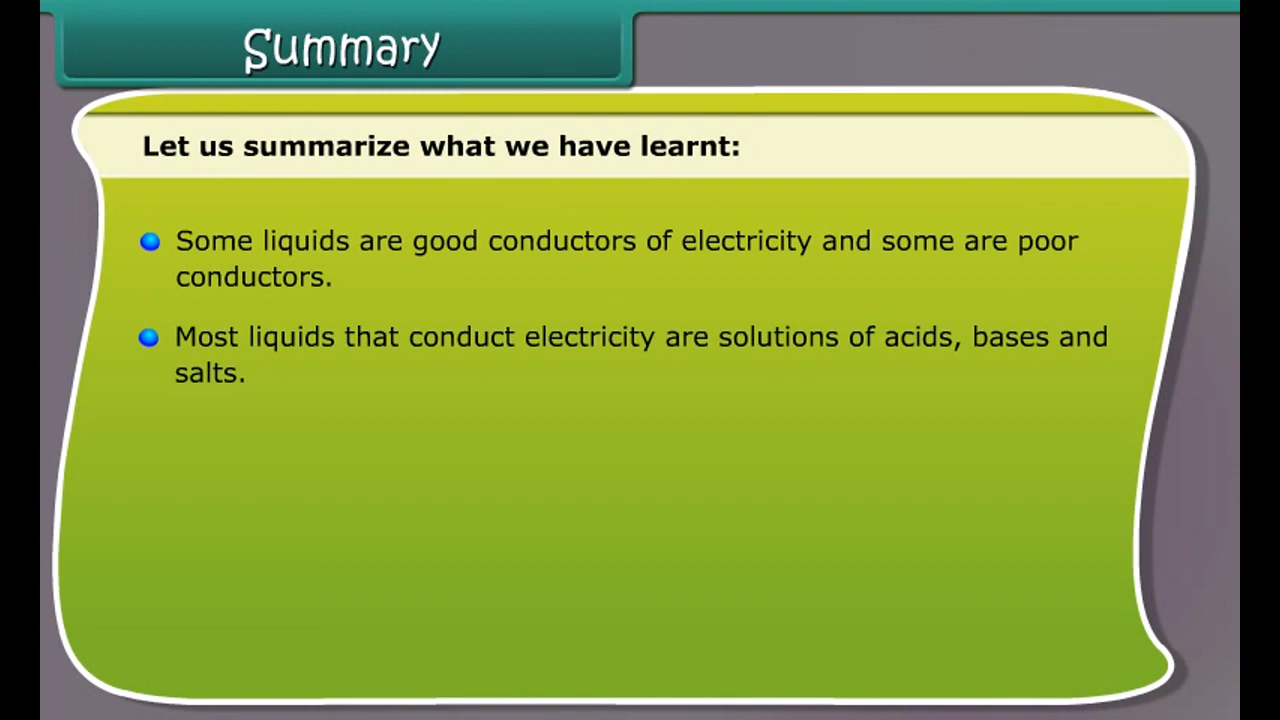 Summary
Let us summarize what we have learnt:
Some liquids are good conductors of electricity and some are poor
conductors.
Most liquids that conduct electricity are solutions of acids, bases and
salts.